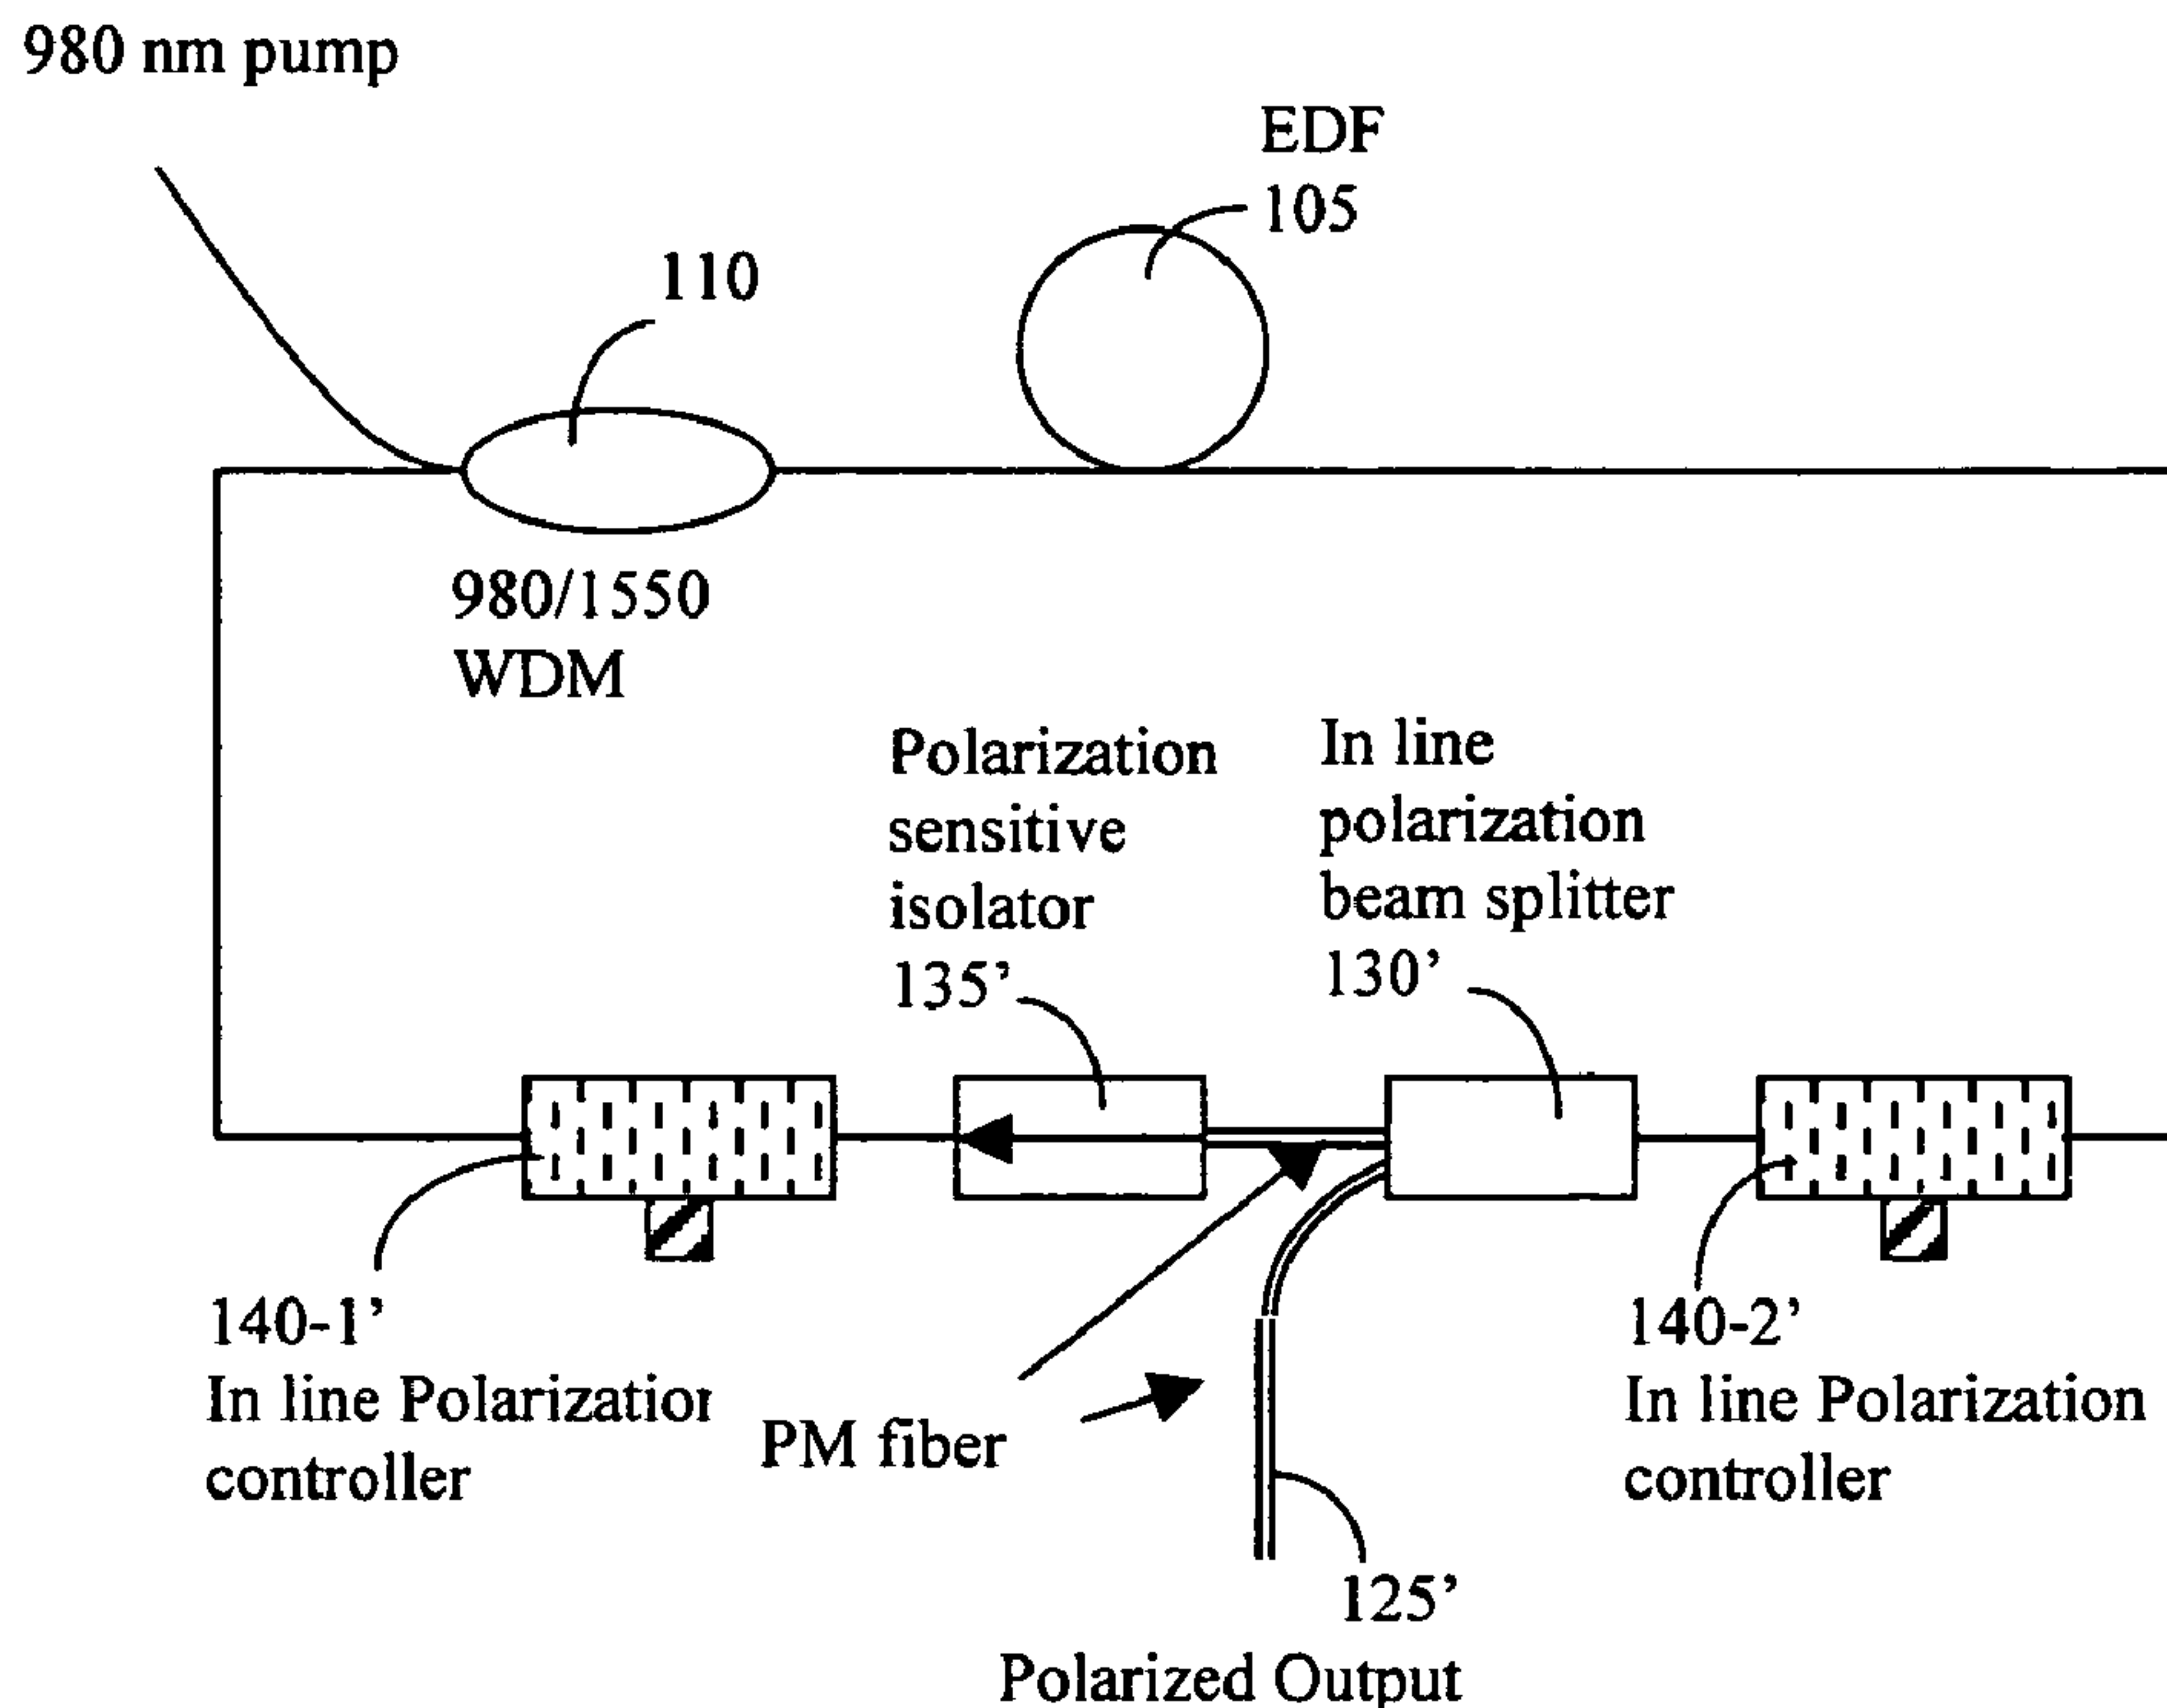 980 nm pump
EDF
105
110
980/1550
WDM
Polarization
sensitive
isolator
135’
In line
polarization
beam splitter
130’
140-1’
In line Polarization
controller
PM fiber
140-2’
In line Polarization
controller
125’
Polarized Output